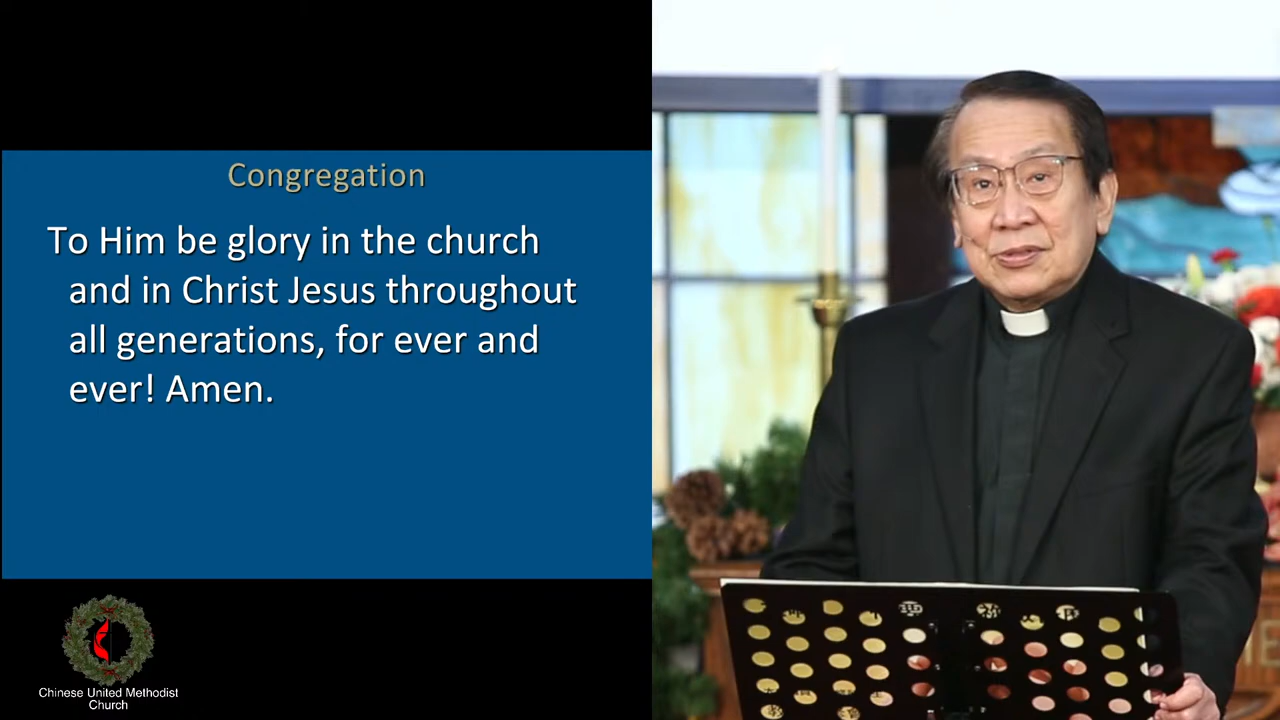 Congregation
To Him be glory in the church
and in Christ Jesus throughout
all generations, for ever and
ever! Amen.
Chinese United Methodist
Church